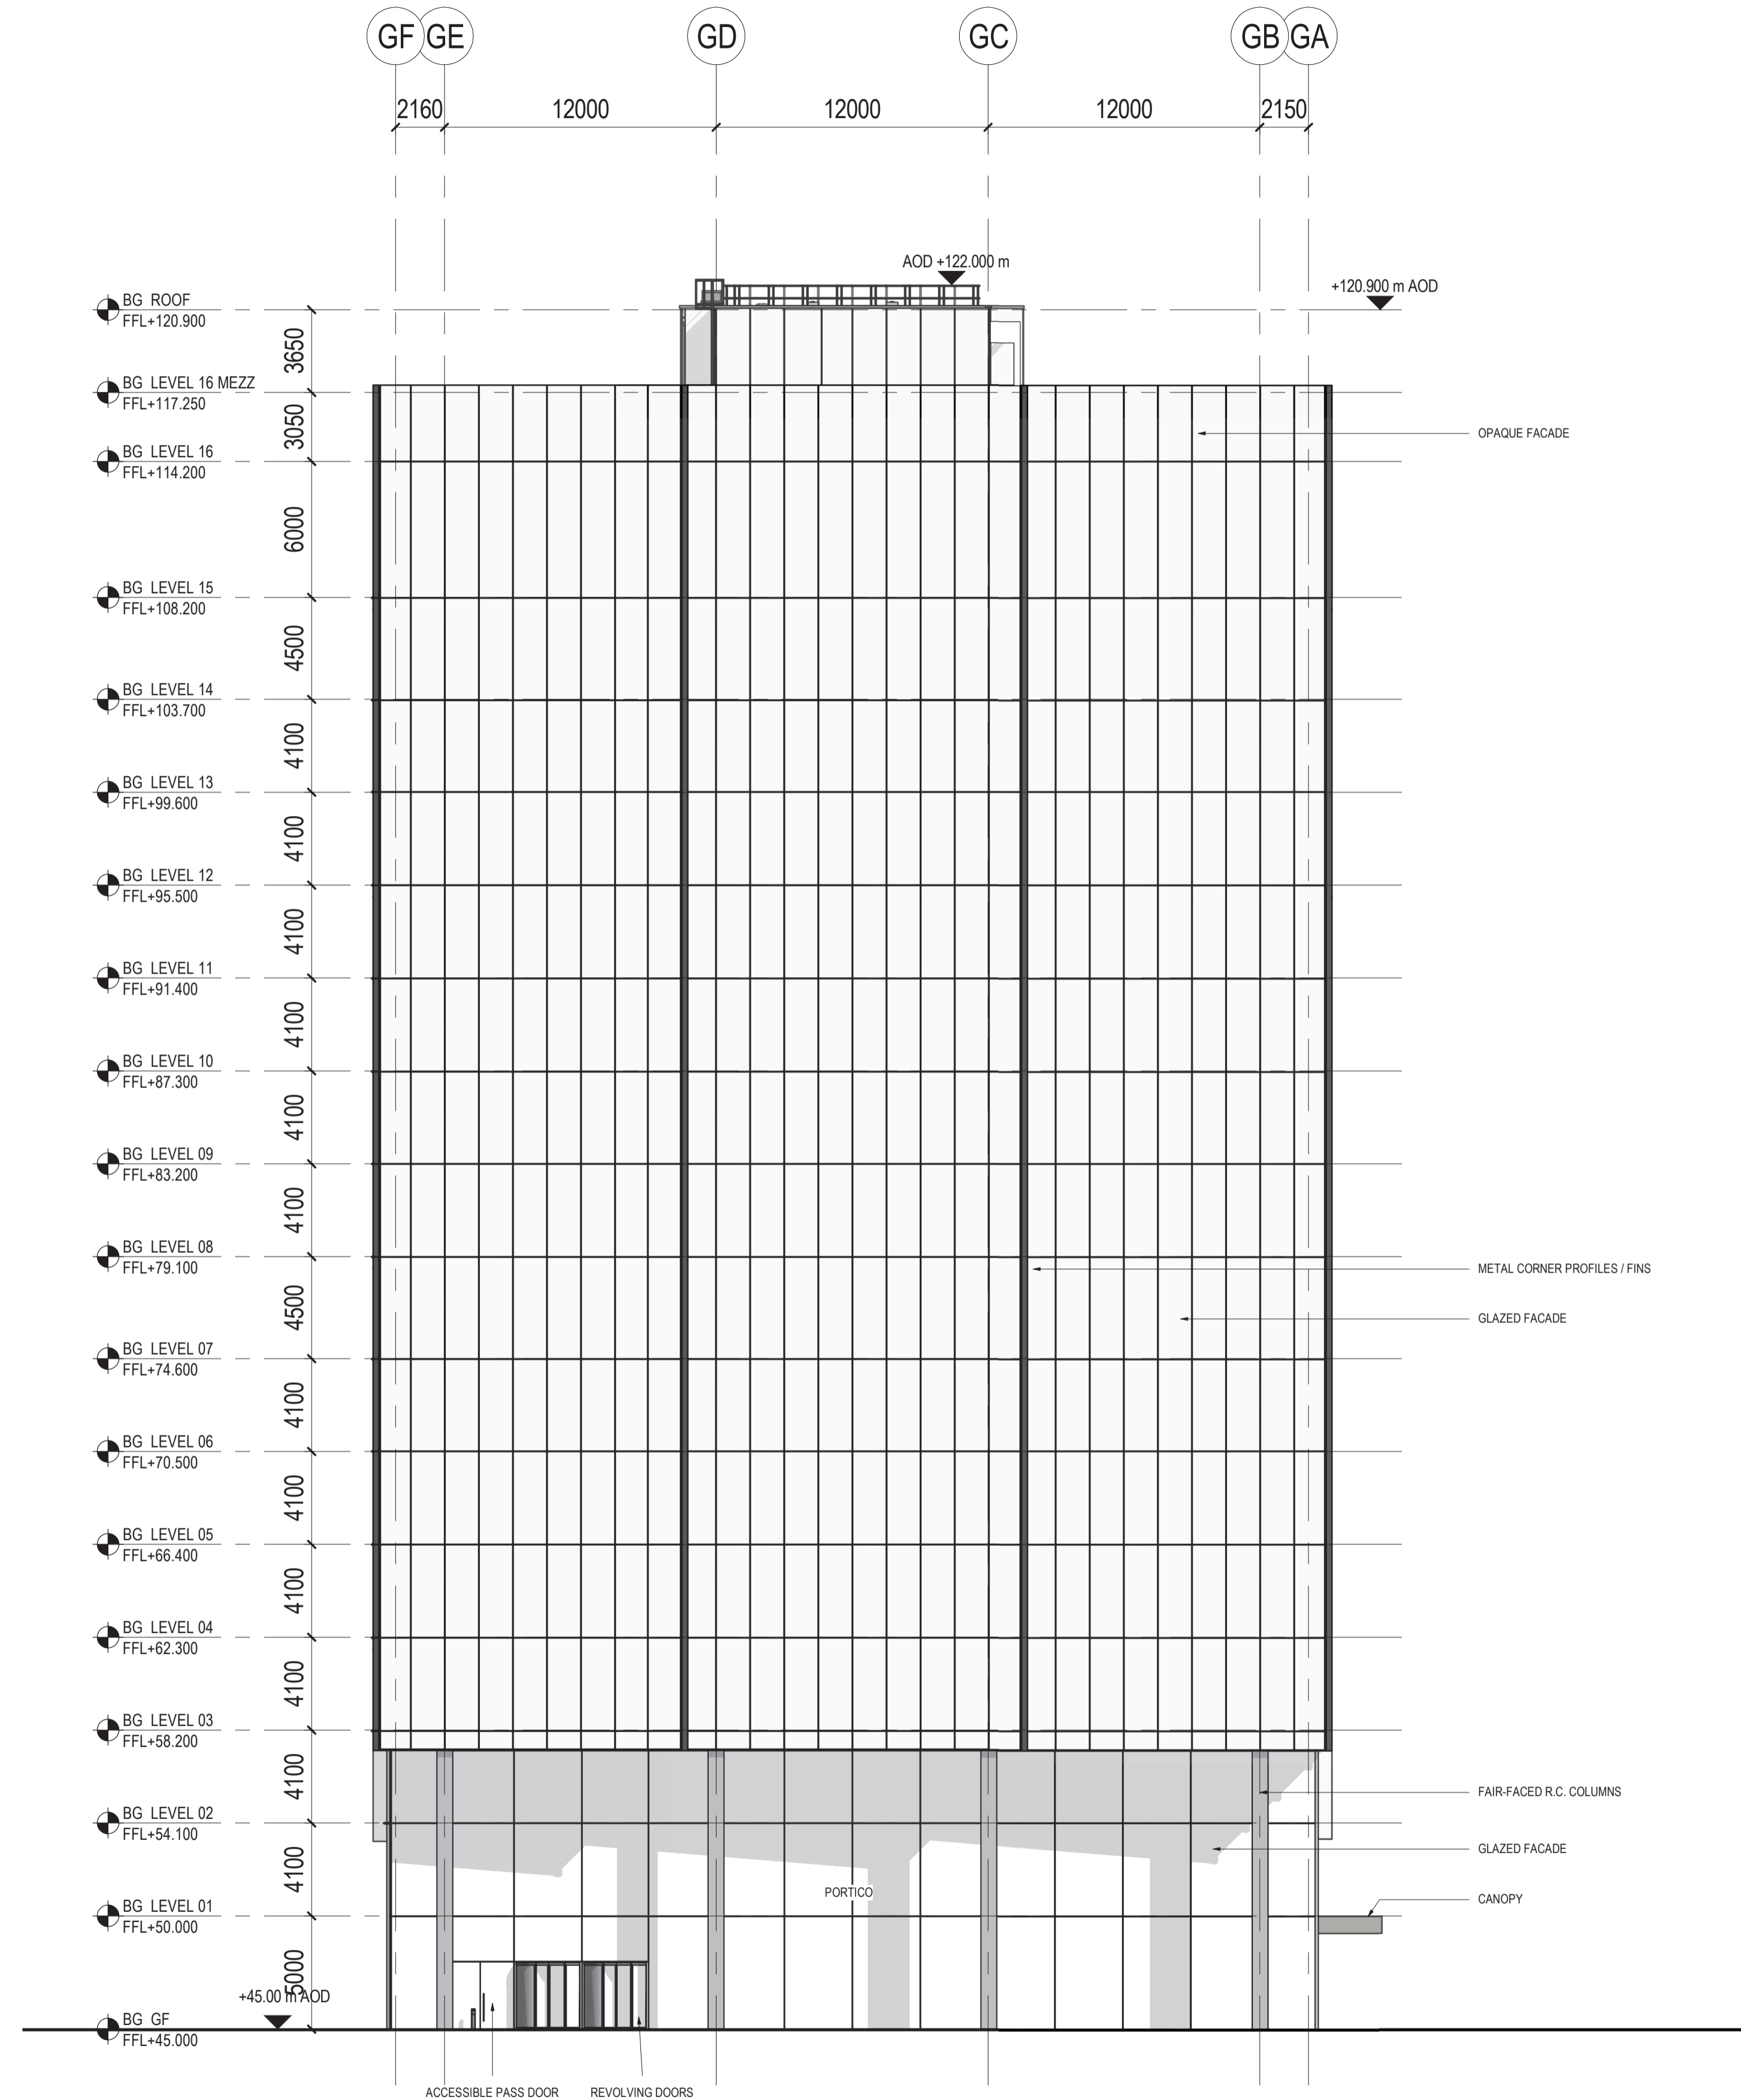 GF GE GD GC GB GA
2160 12000 12000 12000 2150
AOD +122.000 m
+120.900 m AOD
BG ROOF
FFL+120.900
3650
BG LEVEL 16 MEZZ
FFL+117.250
3050
OPAQUE FACADE
BG LEVEL 16
FFL+114.200
6000
BG LEVEL 15
FFL+108.200
4500
BG LEVEL 14
FFL+103.700
4100
BG LEVEL 13
FFL+99.600
4100
BG LEVEL 12
FFL+95.500
4100
BG LEVEL 11
FFL+91.400
4100
BG LEVEL 10
FFL+87.300
4100
BG LEVEL 09
FFL+83.200
4100
BG LEVEL 08
FFL+79.100
METAL CORNER PROFILES / FINS
4500
GLAZED FACADE
BG LEVEL 07
FFL+74.600
4100
BG LEVEL 06
FFL+70.500
4100
BG LEVEL 05
FFL+66.400
4100
BG LEVEL 04
FFL+62.300
4100
BG LEVEL 03
FFL+58.200
4100
FAIR-FACED R.C. COLUMNS
BG LEVEL 02
FFL+54.100
GLAZED FACADE
4100
PORTICO
CANOPY
BG LEVEL 01
FFL+50.000
5000
+45.00 m AOD
BG GF
FFL+45.000
ACCESSIBLE PASS DOOR
REVOLVING DOORS